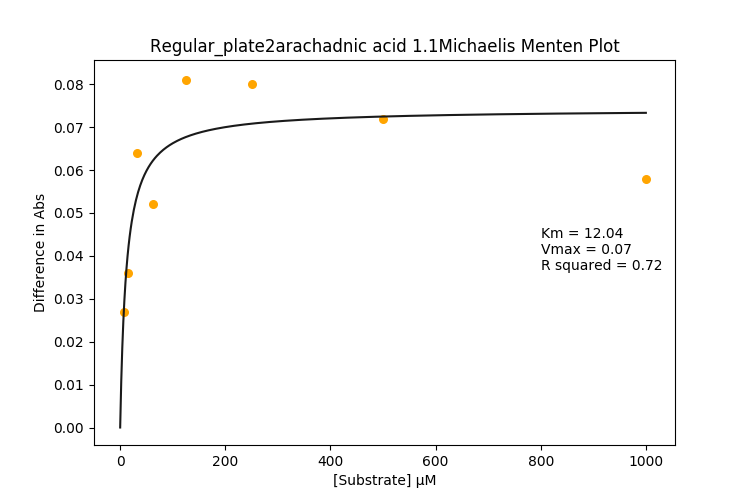 Regular_plate2arachadnic acid 1.1Michaelis Menten Plot
0.08
0.07
0.06
0.05
0.04
0.03
0.02
0.01
0.00
Difference in Abs
Km = 12.04
Vmax = 0.07
R squared = 0.72
0 200 400 600 800 1000
[Substrate] μM